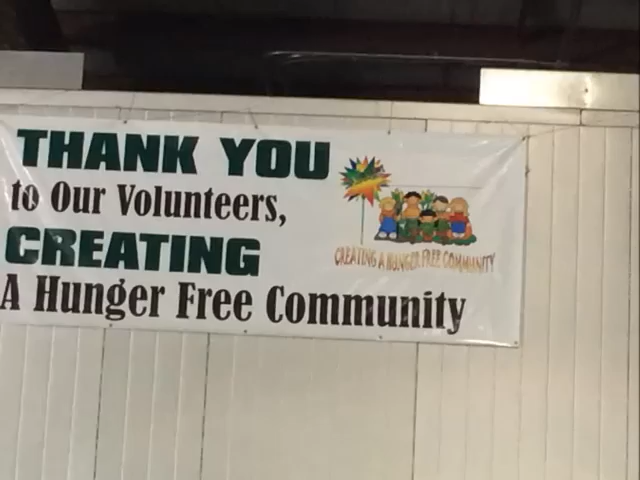 THANK YOU
to Our Volunteers,
CREATING
A Hunger Free Community
CREATING A HUNGER FREE COMMUNITY